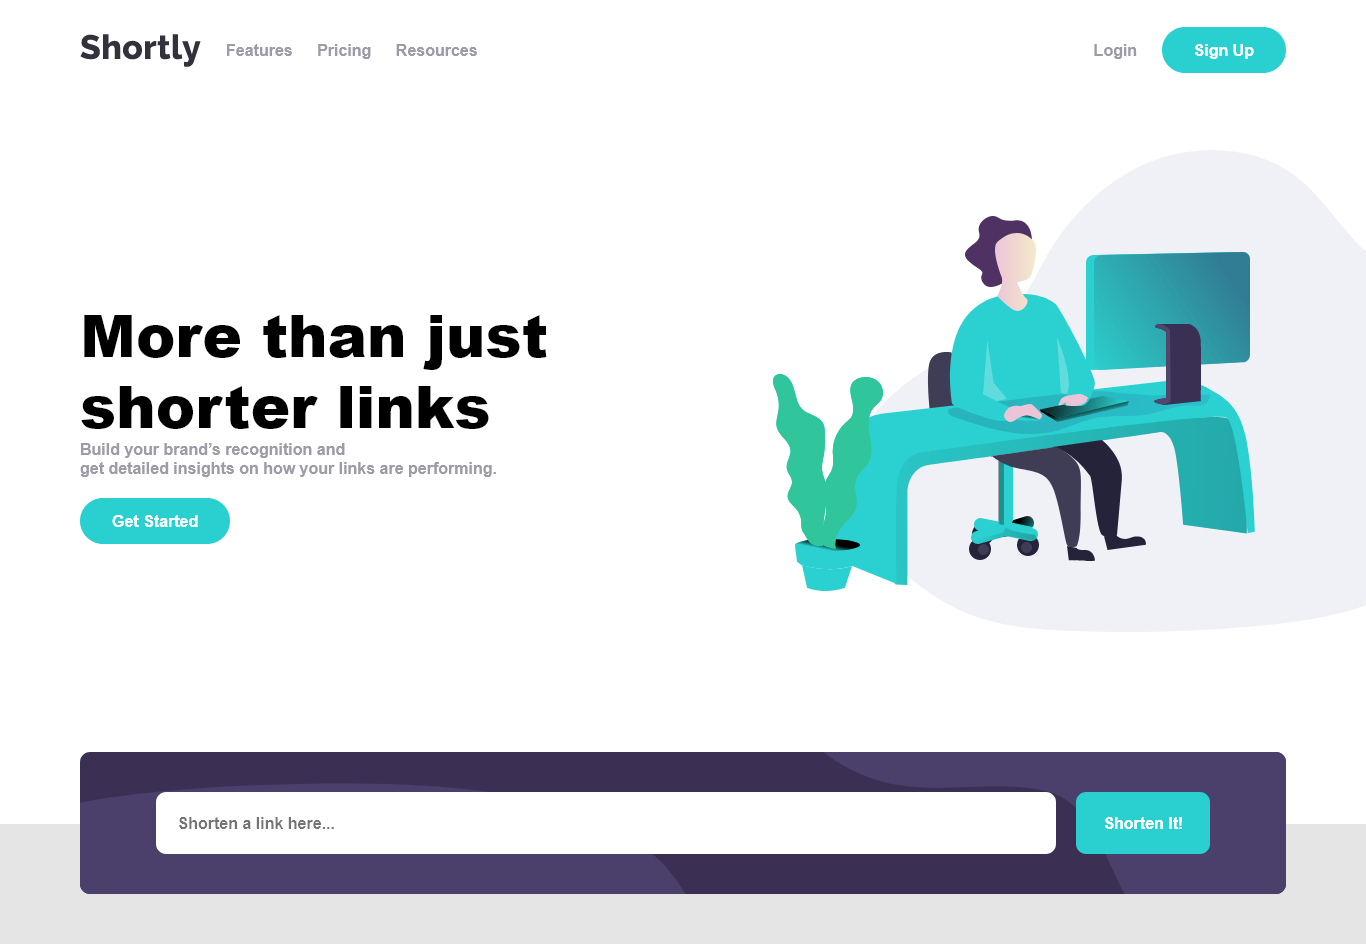 Shortly Features Pricing Resources Login Sign Up
More than just
shorter links
Build your brand’s recognition and
get detailed insights on how your links are performing.
Get Started
Shorten a link here... Shorten It!